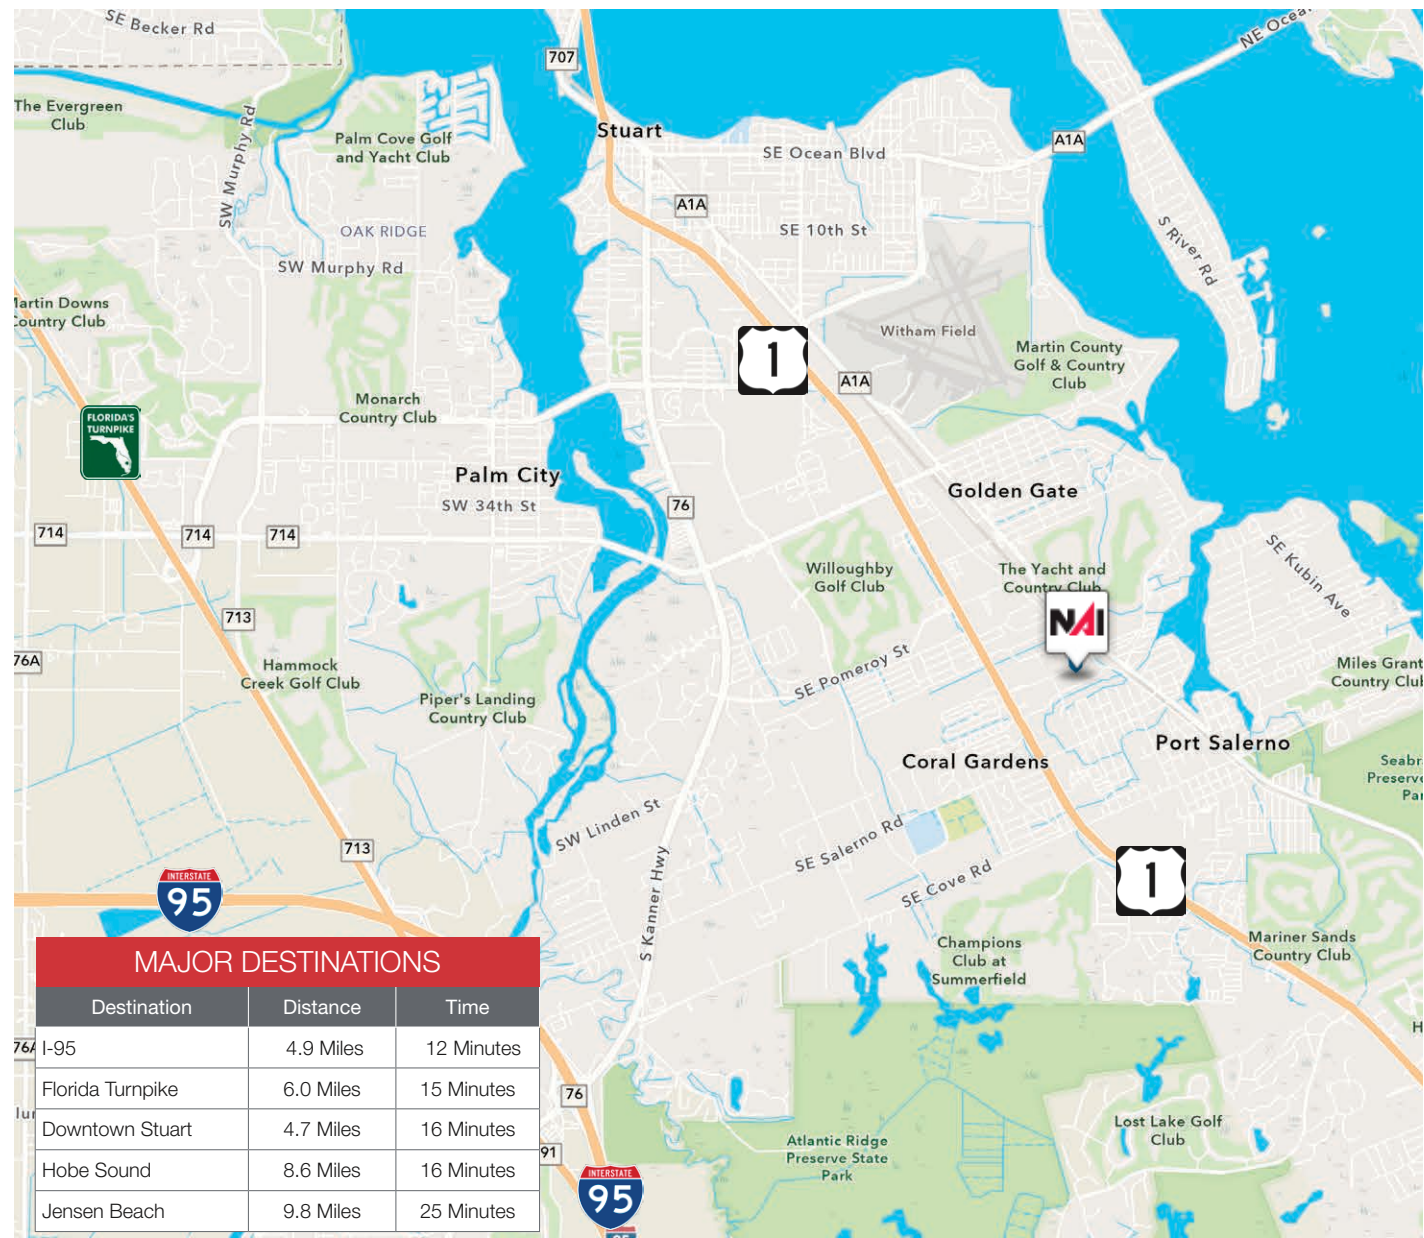 SE Becker Rd
NE Ocean
707
The Evergreen
Club
SW Murphy Rd
Palm Cove Golf
and Yacht Club
Stuart
SE Ocean Blvd
A1A
A1A
OAK RIDGE
SE 10th St
S River Rd
SW Murphy Rd
Martin Downs
Country Club
Witham Field
1
Martin County
Golf & Country
Club
A1A
FLORIDA'S
TURNPIKE
Monarch
Country Club
Palm City
SW 34th St
76
Golden Gate
714
714
714
SE Kubin Ave
Willoughby
Golf Club
The Yacht and
Country Club
NAI
713
76A
Hammock
Creek Golf Club
SE Pomeroy St
Miles Grant
Country Club
Piper's Landing
Country Club
Port Salerno
Coral Gardens
Seabr
Preserve
Par
SW Linden St
SE Salerno Rd
713
INTERSTATE
95
SE Cove Rd
1
S Kanner Hwy
Champions
Club at
Summerfield
Mariner Sands
Country Club
H
MAJOR DESTINATIONS
Destination Distance Time
76A
I-95 4.9 Miles 12 Minutes
Florida Turnpike 6.0 Miles 15 Minutes
Downtown Stuart 4.7 Miles 16 Minutes
Hobe Sound 8.6 Miles 16 Minutes
Jensen Beach 9.8 Miles 25 Minutes
76
91
Lost Lake Golf
Club
Atlantic Ridge
Preserve State
Park
INTERSTATE
95